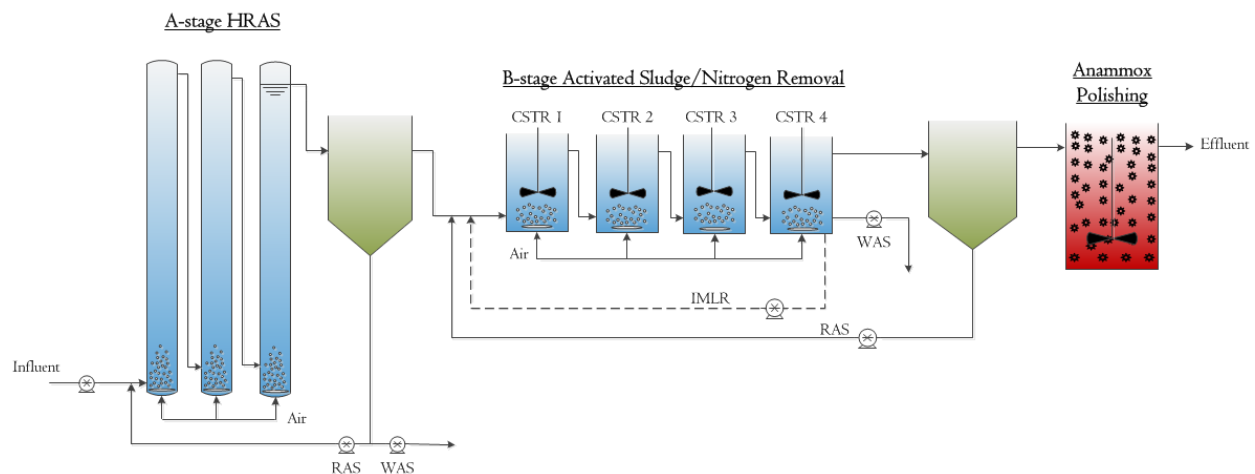 A-stage HRAS
B-stage Activated Sludge/Nitrogen Removal
Anammox
Polishing
CSTR 1
CSTR 2
CSTR 3
CSTR 4
Effluent
Air
WAS
IMLR
RAS
Influent
Air
RAS
WAS